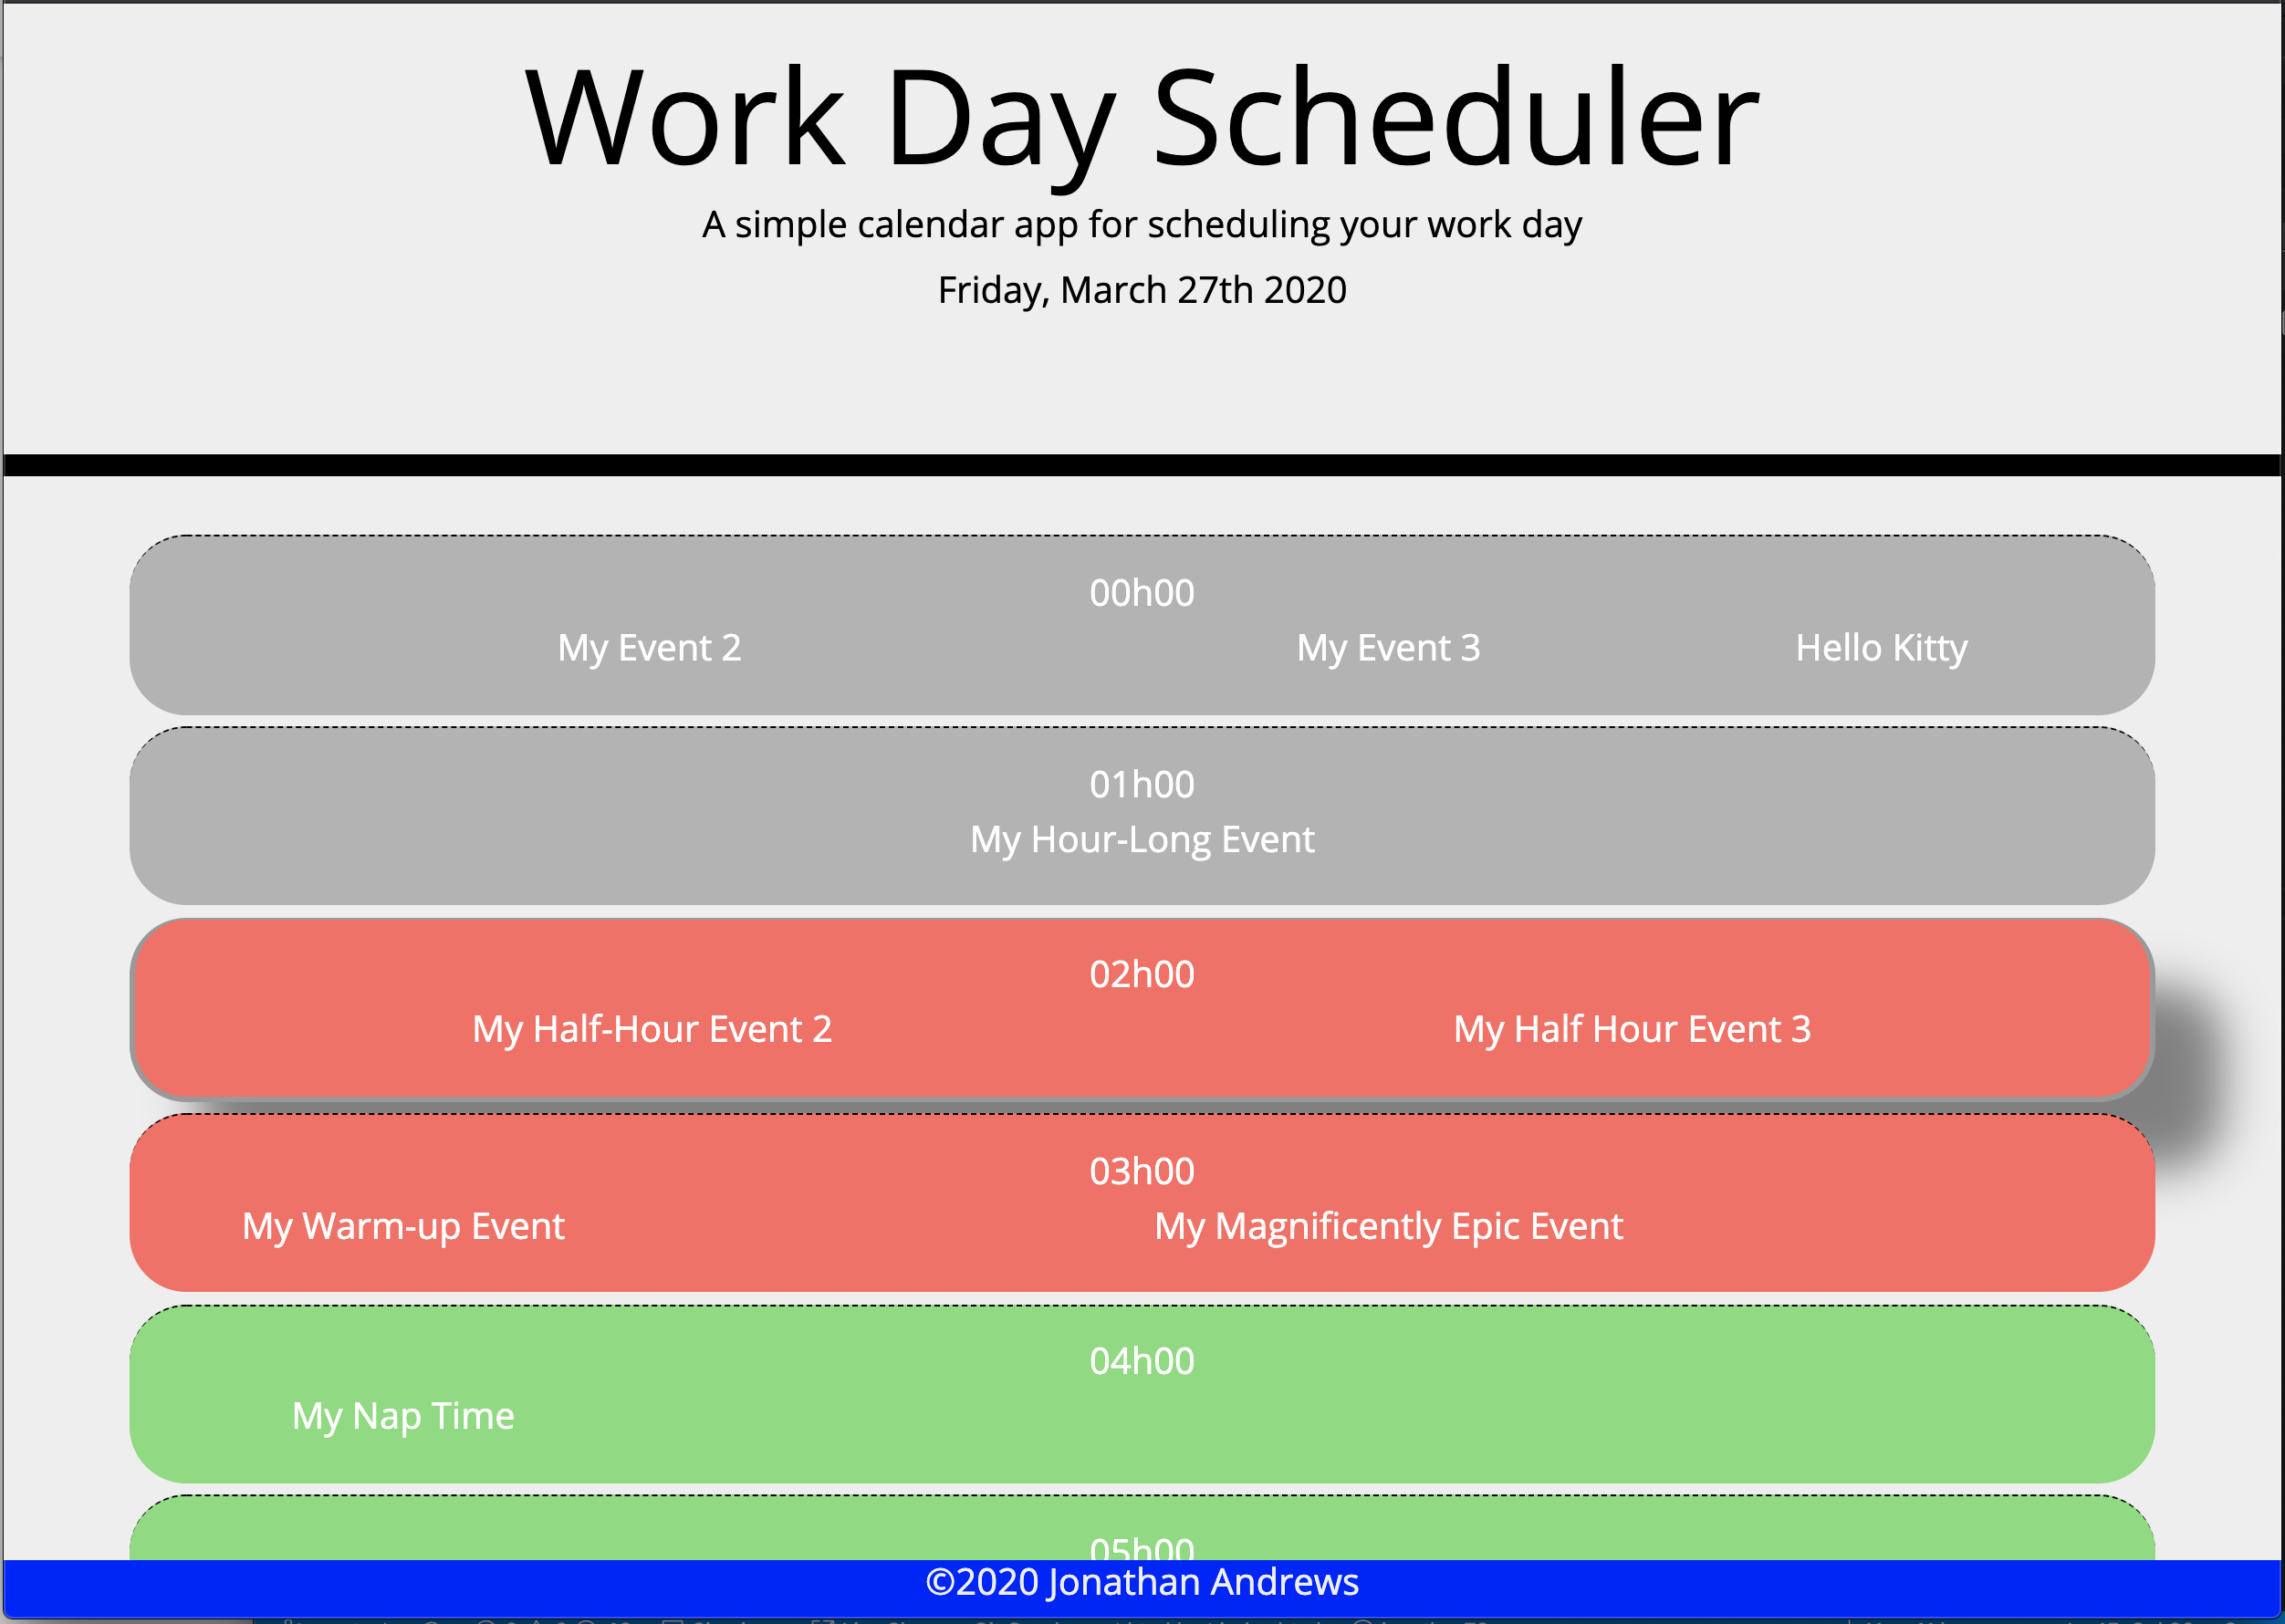 Work Day Scheduler
A simple calendar app for scheduling your work day
Friday, March 27th 2020
00h00
My Event 2 My Event 3 Hello Kitty
01h00
My Hour-Long Event
02h00
My Half-Hour Event 2 My Half Hour Event 3
03h00
My Warm-up Event My Magnificently Epic Event
04h00
My Nap Time
05h00
©2020 Jonathan Andrews